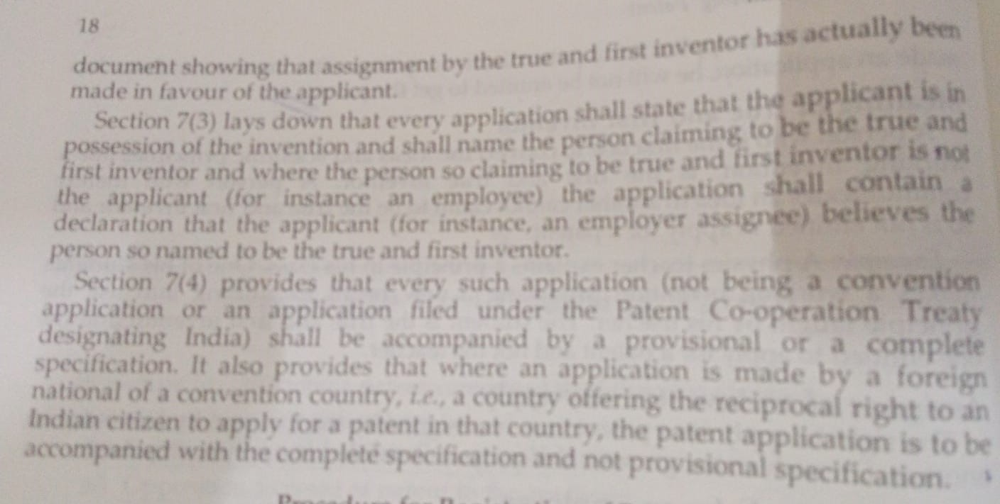 18
document showing that assignment by the true and first inventor has actually been
made in favour of the applicant.
Section 7(3) lays down that every application shall state that the applicant is in
possession of the invention and shall name the person claiming to be the true and
first inventor and where the person so claiming to be true and first inventor is not
the applicant (for instance an employee) the application shall contain a
declaration that the applicant (for instance, an employer assignee) believes the
person so named to be the true and first inventor.
Section 7(4) provides that every such application (not being a convention
application or an application filed under the Patent Co-operation Treaty
designating India) shall be accompanied by a provisional or a complete
specification. It also provides that where an application is made by a foreign
national of a convention country, i.e., a country offering the reciprocal right to an
Indian citizen to apply for a patent in that country, the patent application is to be
accompanied with the complete specification and not provisional specification.